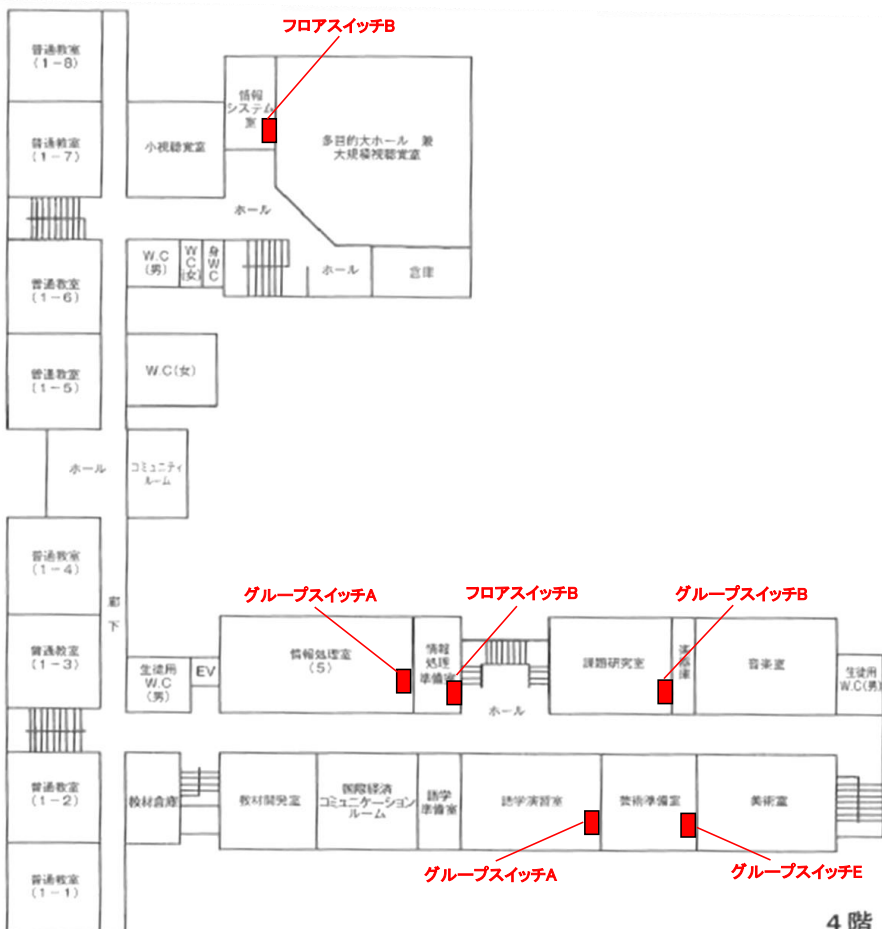 フロアスイッチB
普通教室
(1-8)
情報
システム
室
普通教室
(1-7)
小視聴覚室
多目的大ホール 兼
大規模視聴覚室
ホール
W.C
(男)
W
C
(女)
身
W
C
ホール
倉庫
普通教室
(1-6)
普通教室
(1-5)
W.C(女)
ホール
コミュニティ
ルーム
普通教室
(1-4)
廊
下
グループスイッチA
フロアスイッチB
グループスイッチB
普通教室
(1-3)
生徒用
W.C
(男)
EV
情報処理室
(5)
情報
処理
準備室
ホール
課題研究室
楽
器
庫
音楽室
生徒用
W.C(男)
普通教室
(1-2)
教材倉庫
教材開発室
国際経済
コミュニケーション
ルーム
語学
準備室
語学演習室
芸術準備室
美術室
グループスイッチA
グループスイッチE
普通教室
(1-1)
4階